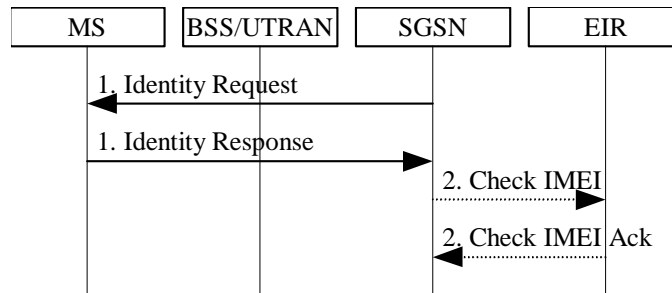 MS BSS/UTRAN SGSN EIR
1. Identity Request
1. Identity Response
2. Check IMEI
2. Check IMEI Ack